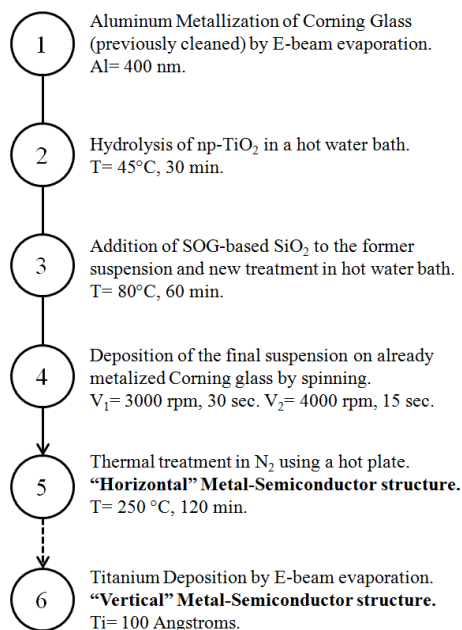 1
Aluminum Metallization of Corning Glass
(previously cleaned) by E-beam evaporation.
Al= 400 nm.
2
Hydrolysis of np-TiO₂ in a hot water bath.
T= 45°C, 30 min.
3
Addition of SOG-based SiO₂ to the former
suspension and new treatment in hot water bath.
T= 80°C, 60 min.
4
Deposition of the final suspension on already
metalized Corning glass by spinning.
V₁= 3000 rpm, 30 sec. V₂= 4000 rpm, 15 sec.
5
Thermal treatment in N₂ using a hot plate.
“Horizontal” Metal-Semiconductor structure.
T= 250 °C, 120 min.
6
Titanium Deposition by E-beam evaporation.
“Vertical” Metal-Semiconductor structure.
Ti= 100 Angstroms.